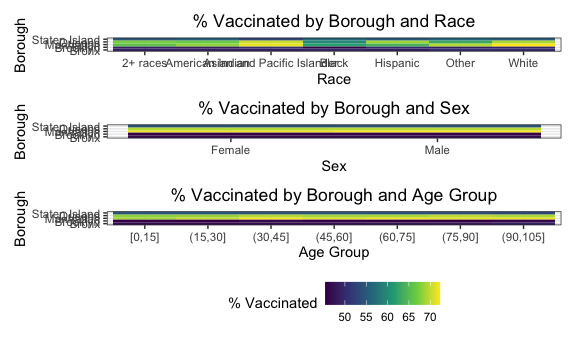 % Vaccinated by Borough and Race
Borough
Staten Island
Bronx
2+ races American Indian Asian and Pacific Islander Black Hispanic Other White
Race
% Vaccinated by Borough and Sex
Borough
Staten Island
Bronx
Female Male
Sex
% Vaccinated by Borough and Age Group
Borough
Staten Island
Bronx
[0,15] (15,30] (30,45] (45,60] (60,75] (75,90] (90,105]
Age Group
% Vaccinated
50 55 60 65 70